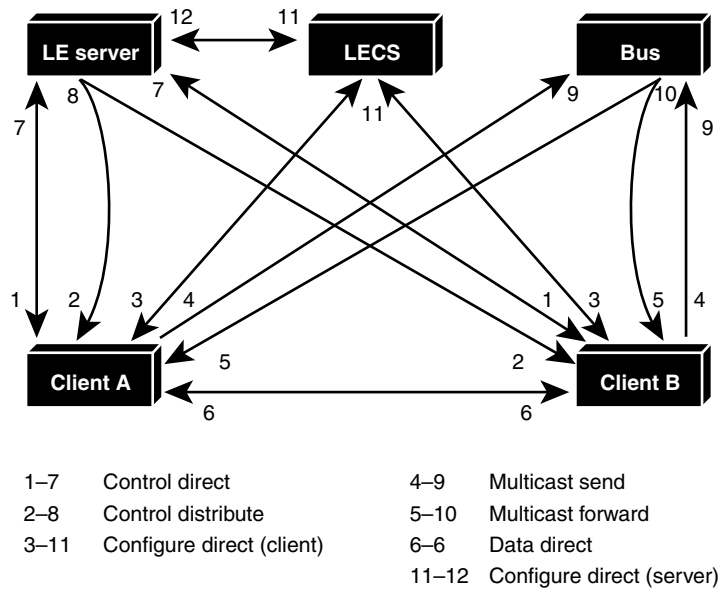 12 11
LE server LECS Bus
8 7 11 9 10
7 9
1 2 3 4 1 3 5 4
5 2
Client A Client B
6 6
1–7 Control direct
2–8 Control distribute
3–11 Configure direct (client)
4–9 Multicast send
5–10 Multicast forward
6–6 Data direct
11–12 Configure direct (server)